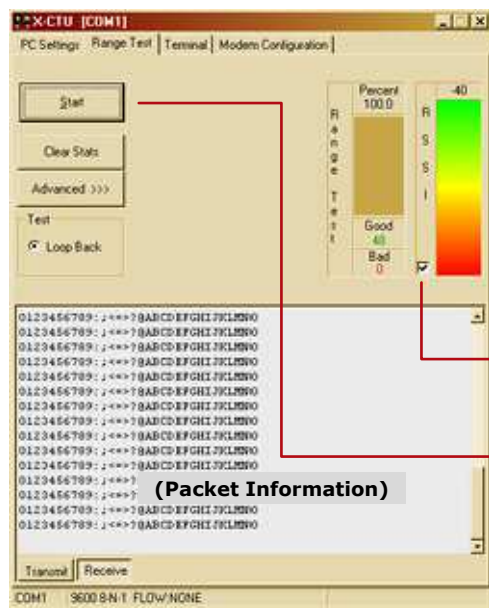 X-CTU [COM1]
PC Settings Range Test Terminal Modem Configuration
Start
Clear Stats
Advanced >>>
Test
Loop Back
Range Test
Percent
100.0
Good
40
Bad
0
RSSI
-40
0123456789:;<=>?@ABCDEFGHIJKLMNO
0123456789:;<=>?@ABCDEFGHIJKLMNO
0123456789:;<=>?@ABCDEFGHIJKLMNO
0123456789:;<=>?@ABCDEFGHIJKLMNO
0123456789:;<=>?@ABCDEFGHIJKLMNO
0123456789:;<=>?@ABCDEFGHIJKLMNO
0123456789:;<=>?@ABCDEFGHIJKLMNO
0123456789:;<=>?@ABCDEFGHIJKLMNO
0123456789:;<=>?@ABCDEFGHIJKLMNO
0123456789:;<=>?@ABCDEFGHIJKLMNO
0123456789:;<=>?@ABCDEFGHIJKLMNO
0123456789:;<=>?
(Packet Information)
0123456789:;<=>?
0123456789:;<=>?@ABCDEFGHIJKLMNO
0123456789:;<=>?@ABCDEFGHIJKLMNO
Transmit Receive
COM1 9600 8-N-1 FLOW:NONE